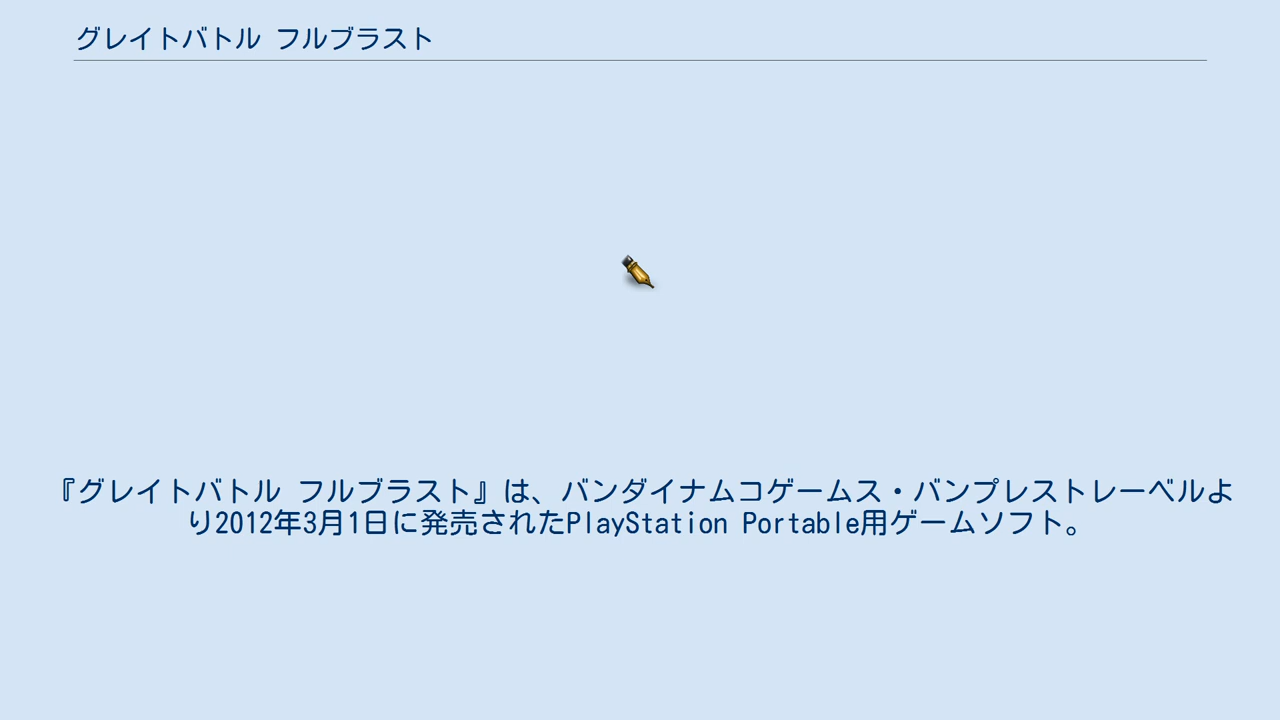 グレイトバトル フルブラスト
『グレイトバトル フルブラスト』は、バンダイナムコゲームス・バンプレストレーベルよ
り2012年3月1日に発売されたPlayStation Portable用ゲームソフト。